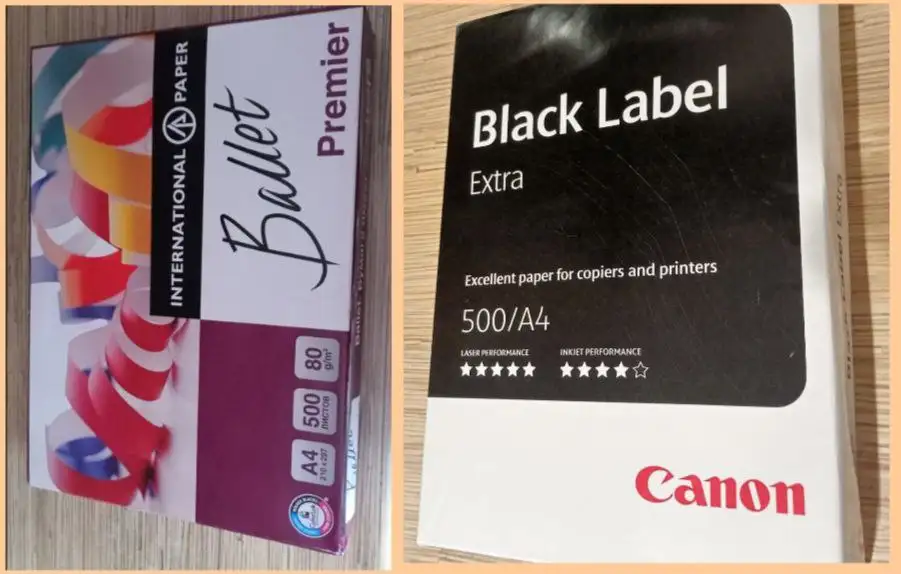 INTERNATIONAL PAPER
Ballet
Premier
80
g/m²
500
ЛИСТОВ
A4
210 x 297
Black Label
Extra
Excellent paper for copiers and printers
500/A4
LASER PERFORMANCE
INKJET PERFORMANCE
Canon